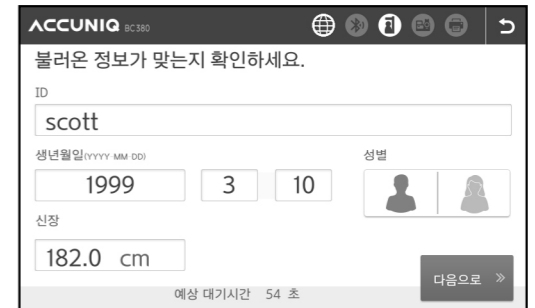 ACCUNIQ BC380
불러온 정보가 맞는지 확인하세요.
ID
scott
생년월일(YYYY-MM-DD) 성별
1999 3 10
신장
182.0 cm
다음으로 »
예상 대기시간 54 초